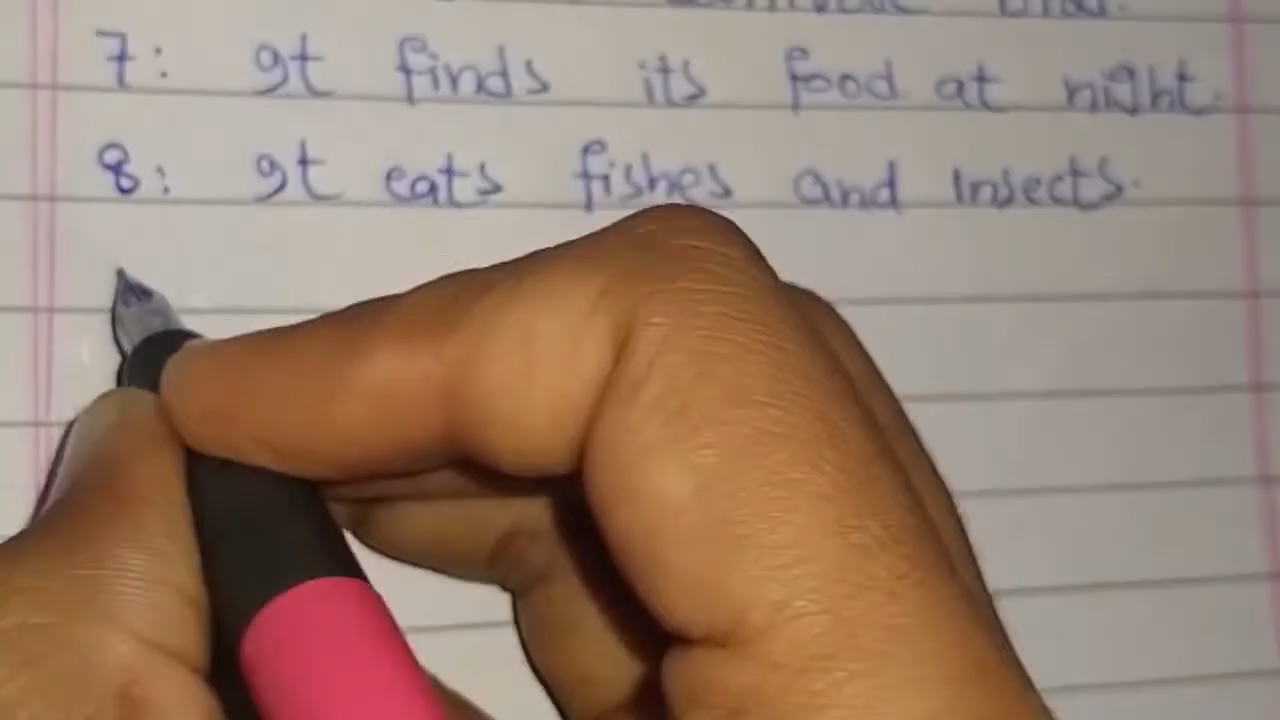 7: It finds its food at night.
8: It eats fishes and Insects.